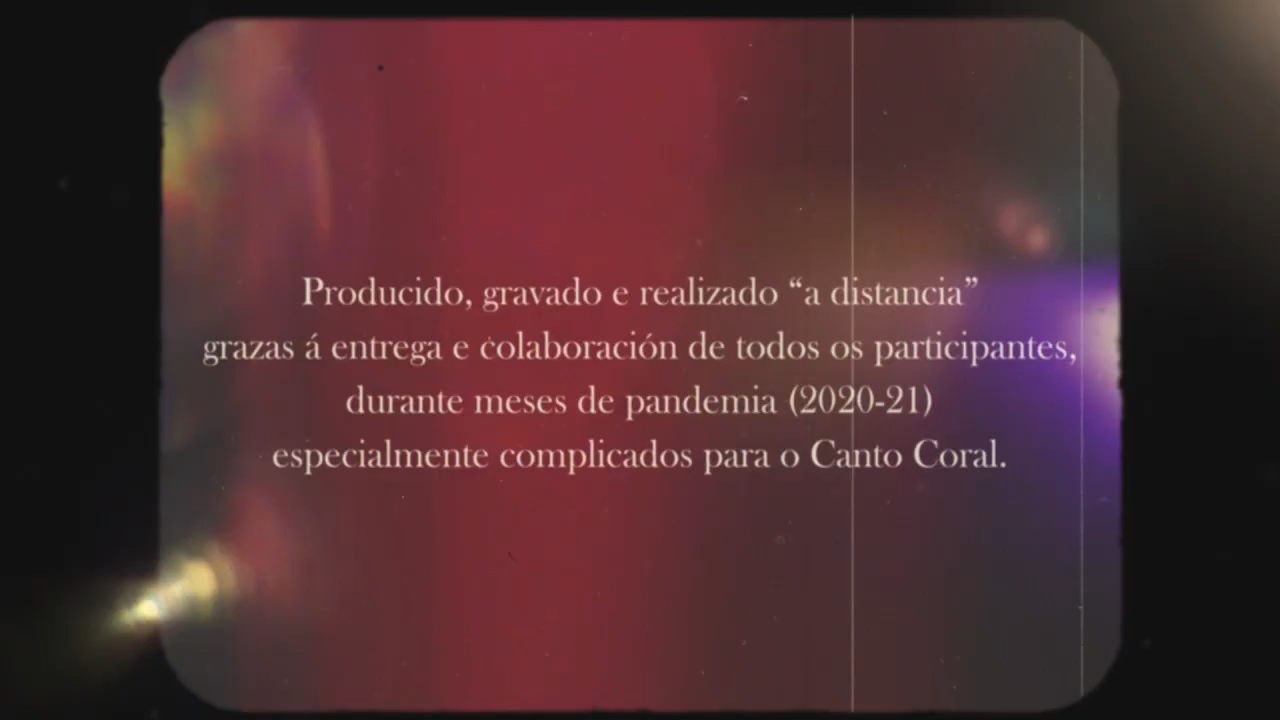 Producido, gravado e realizado “a distancia”
grazas á entrega e colaboración de todos os participantes,
durante meses de pandemia (2020-21)
especialmente complicados para o Canto Coral.